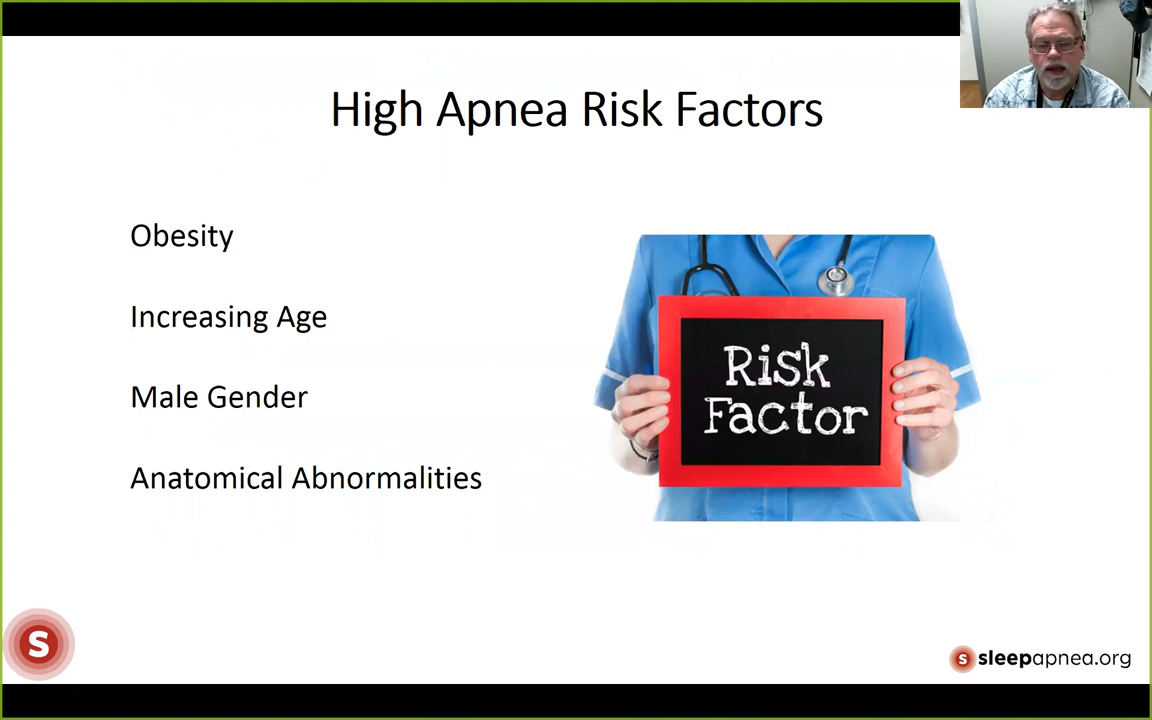 High Apnea Risk Factors
Obesity
Increasing Age
Male Gender
Anatomical Abnormalities
Risk
Factor
S
S sleepapnea.org